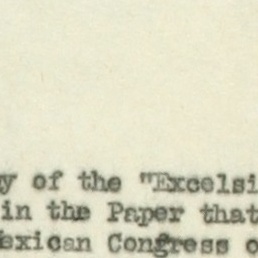 of the "Excelsi
in the Paper that
exican Congress o